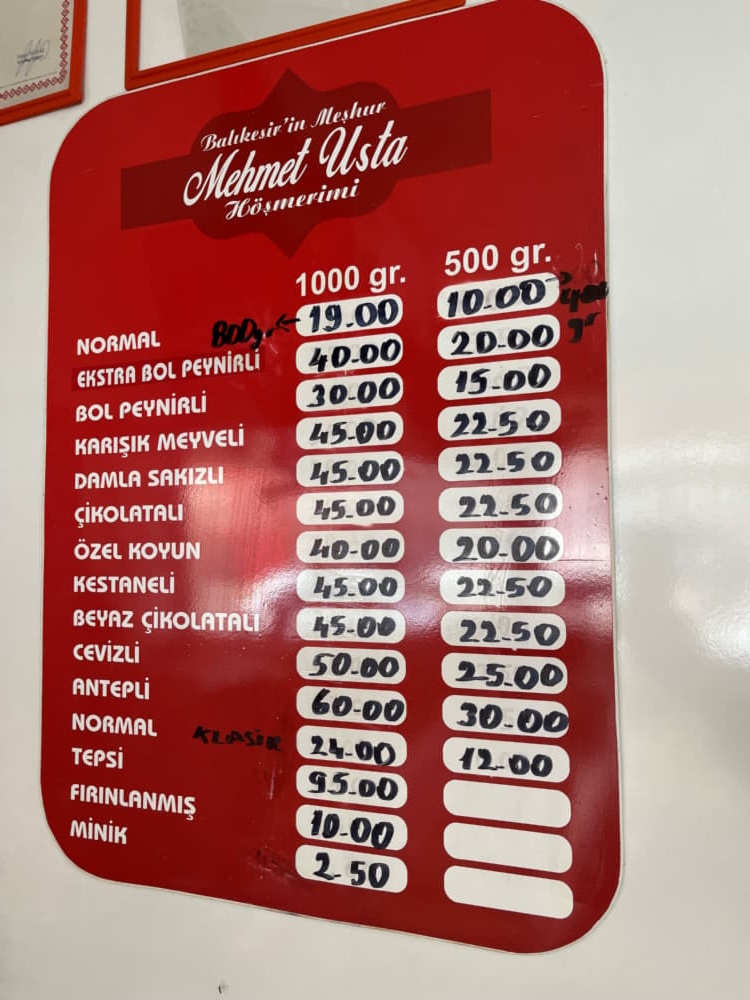 Balıkesir'in Meşhur
Mehmet Usta
Höşmerimi
1000 gr. 500 gr.
NORMAL 800gr. ← 19.00 10.00 → 400 gr
EKSTRA BOL PEYNİRLİ 40-00 20-00
BOL PEYNİRLİ 30-00 15-00
KARIŞIK MEYVELİ 45-00 22-50
DAMLA SAKIZLI 45-00 22-50
ÇİKOLATALI 45-00 22-50
ÖZEL KOYUN 40-00 20-00
KESTANELİ 45-00 22-50
BEYAZ ÇİKOLATALI 45-00 22-50
CEVİZLİ 50-00 25-00
ANTEPLİ 60-00 30-00
NORMAL KLASİK 24-00 12-00
TEPSİ 95-00
FIRINLANMIŞ 10-00
MİNİK 2-50